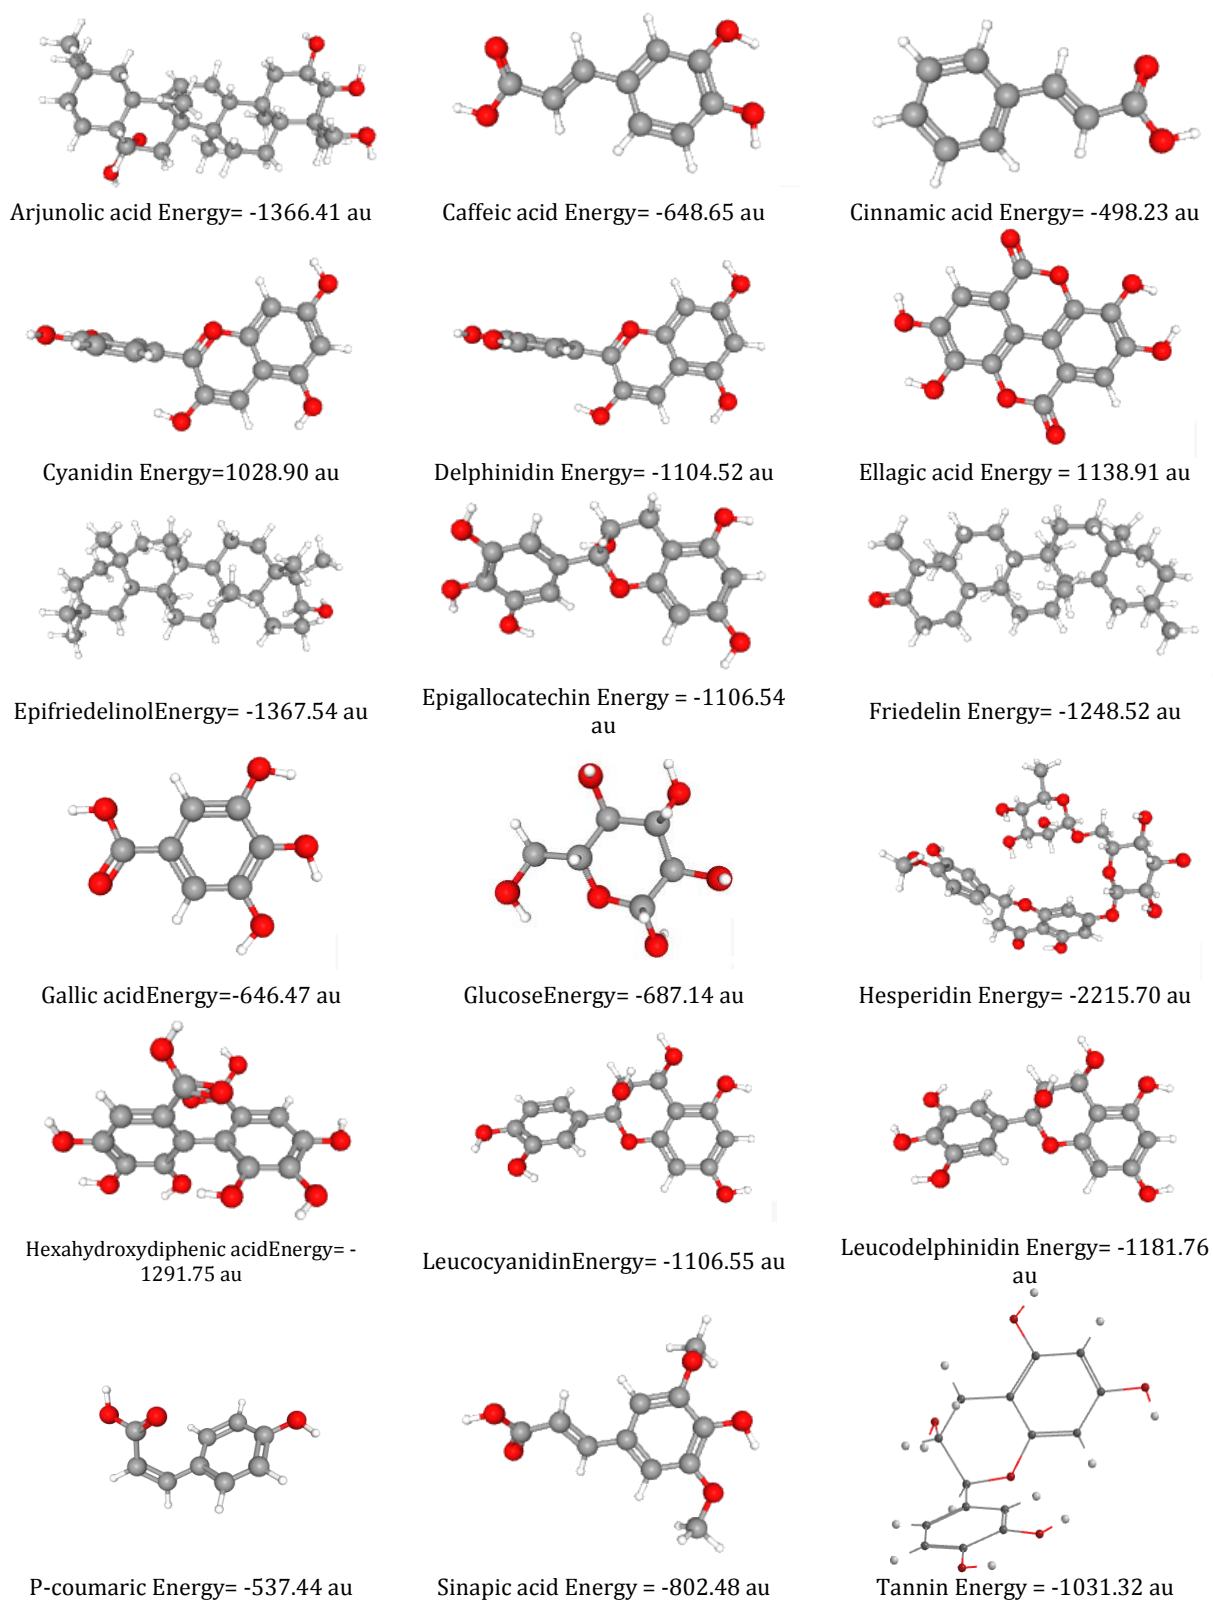 Arjunolic acid Energy= -1366.41 au
Caffeic acid Energy= -648.65 au
Cinnamic acid Energy= -498.23 au
Cyanidin Energy=1028.90 au
Delphinidin Energy= -1104.52 au
Ellagic acid Energy = 1138.91 au
EpifriedelinolEnergy= -1367.54 au
Epigallocatechin Energy = -1106.54
au
Friedelin Energy= -1248.52 au
Gallic acidEnergy=-646.47 au
GlucoseEnergy= -687.14 au
Hesperidin Energy= -2215.70 au
Hexahydroxydiphenic acidEnergy= -
1291.75 au
LeucocyanidinEnergy= -1106.55 au
Leucodelphinidin Energy= -1181.76
au
P-coumaric Energy= -537.44 au
Sinapic acid Energy = -802.48 au
Tannin Energy = -1031.32 au